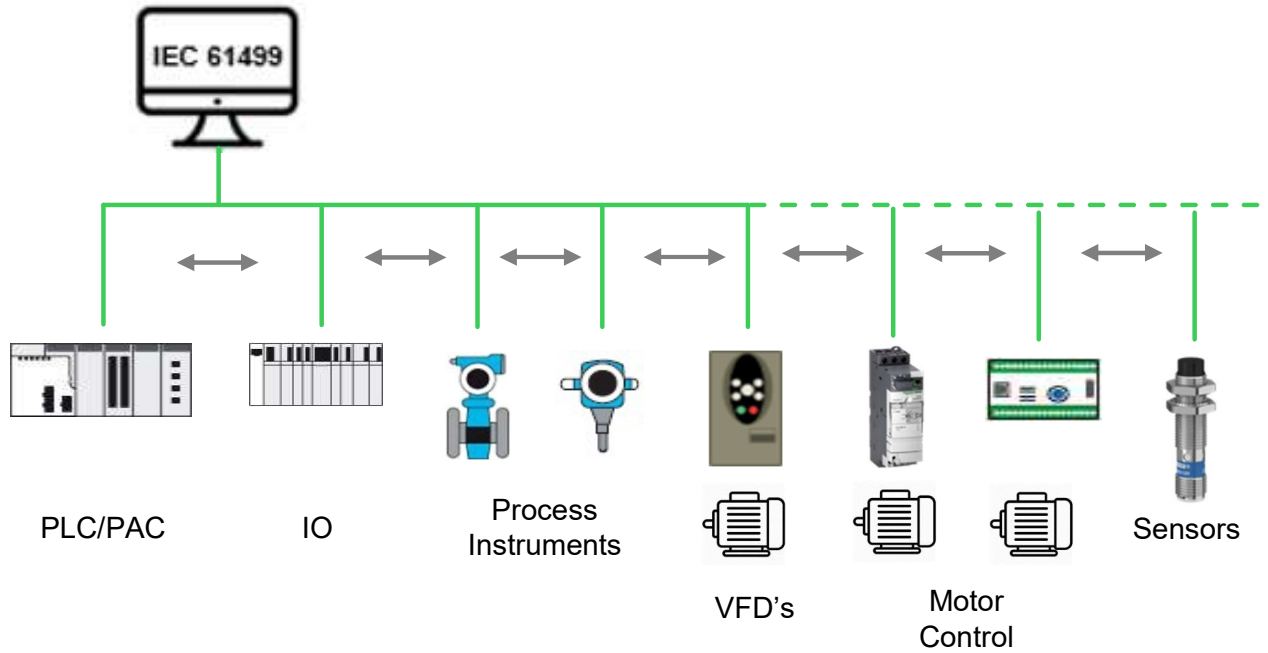 IEC 61499
PLC/PAC
IO
Process
Instruments
VFD's
Motor
Control
Sensors